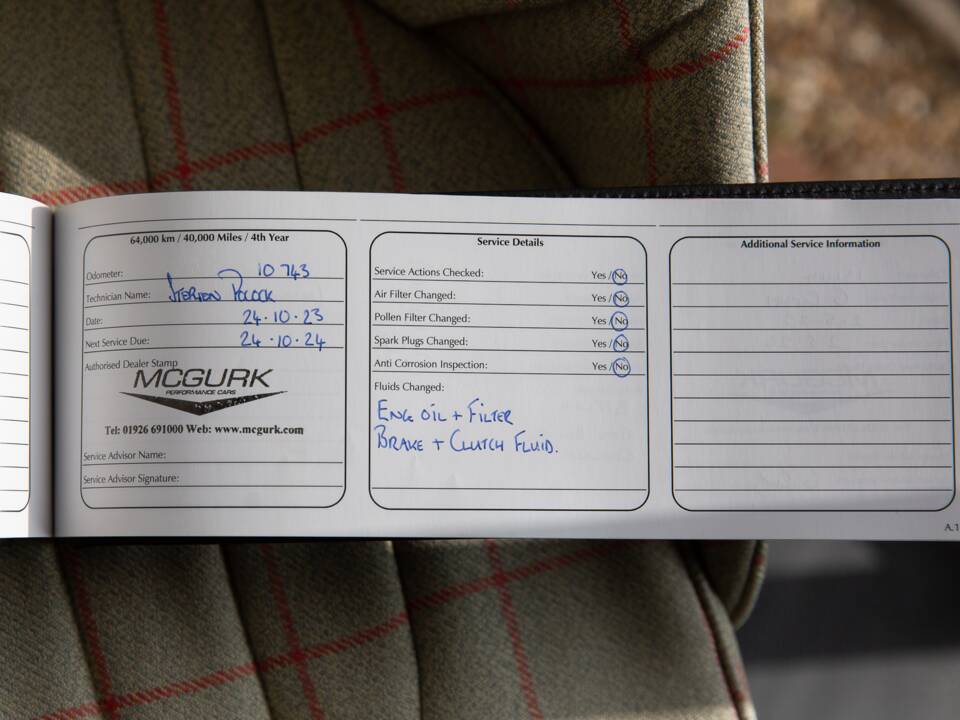 64,000 km / 40,000 Miles / 4th Year
Odometer: 10743
Technician Name: Polock
Date: 24·10·23
Next Service Due: 24·10·24
Authorised Dealer Stamp
MCGURK
PERFORMANCE CARS
Tel: 01926 691000 Web: www.mcgurk.com
Service Advisor Name:
Service Advisor Signature:
Service Details
Service Actions Checked: Yes / No
Air Filter Changed: Yes / No
Pollen Filter Changed: Yes / No
Spark Plugs Changed: Yes / No
Anti Corrosion Inspection: Yes / No
Fluids Changed:
ENG OIL + FILTER
BRAKE + CLUTCH FLUID.
Additional Service Information
A.1